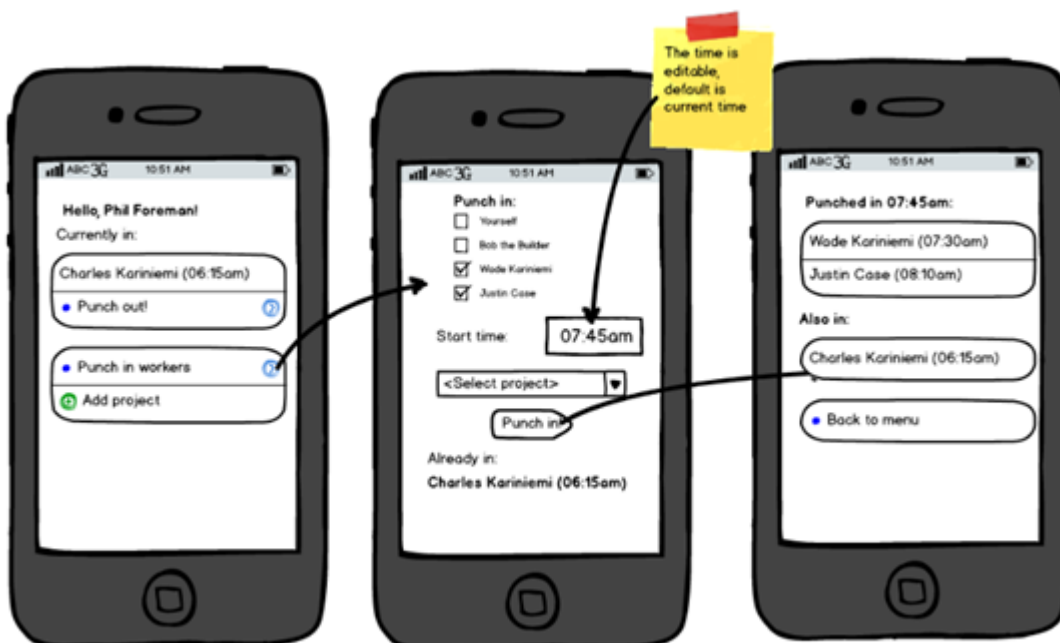 The time is
editable,
default is
current time
ABC 3G 10:51 AM
Hello, Phil Foreman!
Currently in:
Charles Kariniemi (06:15am)
Punch out!
Punch in workers
Add project
ABC 3G 10:51 AM
Punch in:
Yourself
Bob the Builder
Wade Kariniemi
Justin Case
Start time: 07:45am
<Select project>
Punch in!
Already in:
Charles Kariniemi (06:15am)
ABC 3G 10:51 AM
Punched in 07:45am:
Wade Kariniemi (07:30am)
Justin Case (08:10am)
Also in:
Charles Kariniemi (06:15am)
Back to menu